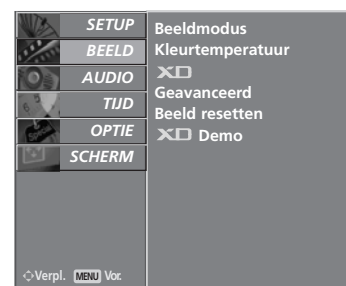 SETUP
BEELD
AUDIO
TIJD
OPTIE
SCHERM
Beeldmodus
Kleurtemperatuur
XD
Geavanceerd
Beeld resetten
XD Demo
Verpl. MENU Vor.